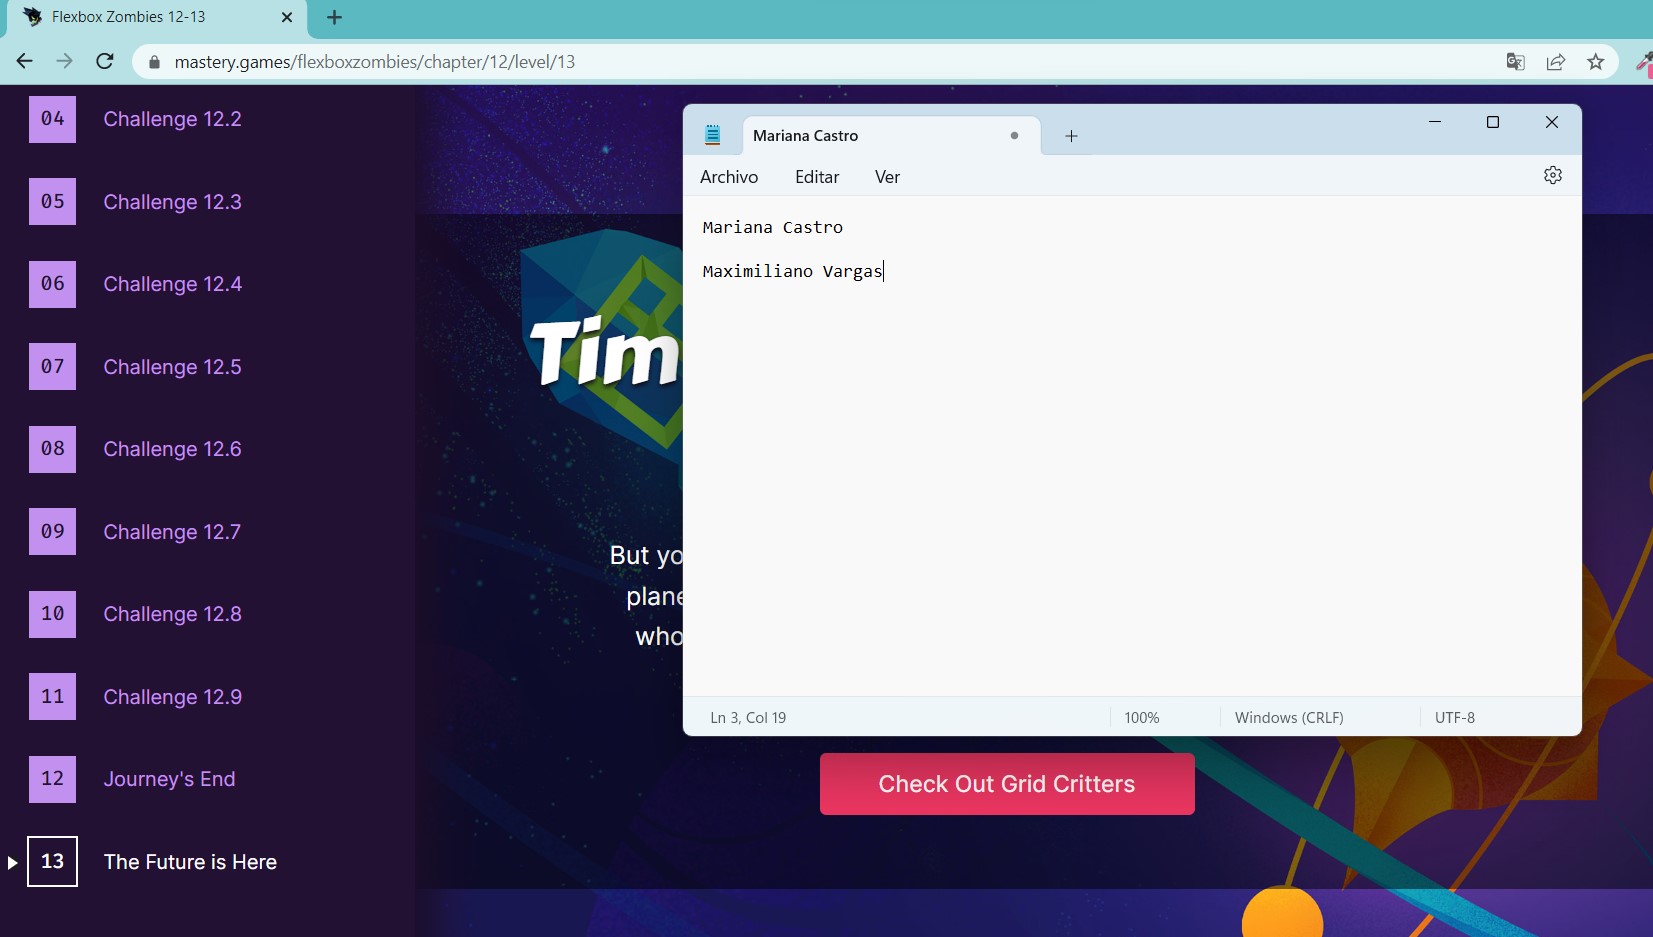 Flexbox Zombies 12-13
mastery.games/flexboxzombies/chapter/12/level/13
04 Challenge 12.2
05 Challenge 12.3
06 Challenge 12.4
07 Challenge 12.5
08 Challenge 12.6
09 Challenge 12.7
10 Challenge 12.8
11 Challenge 12.9
12 Journey's End
13 The Future is Here
Tim
But yo
plane
who
Mariana Castro
Archivo Editar Ver
Mariana Castro
Maximiliano Vargas
Ln 3, Col 19 100% Windows (CRLF) UTF-8
Check Out Grid Critters